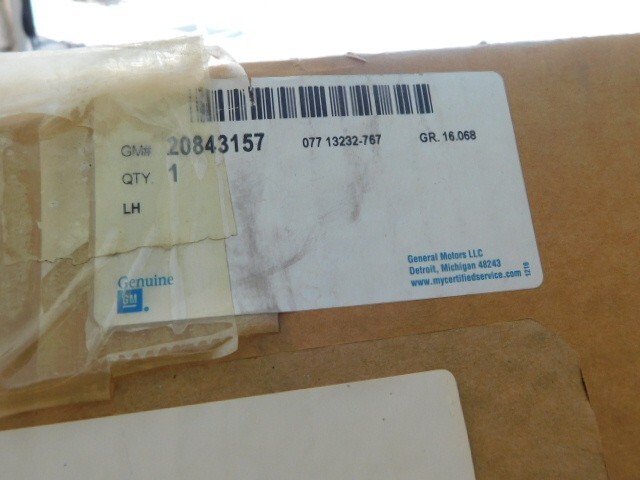 GM# 20843157 077 13232-767 GR. 16.068
QTY. 1
LH
Genuine
GM
General Motors LLC
Detroit, Michigan 48243
www.mycertifiedservice.com
1210